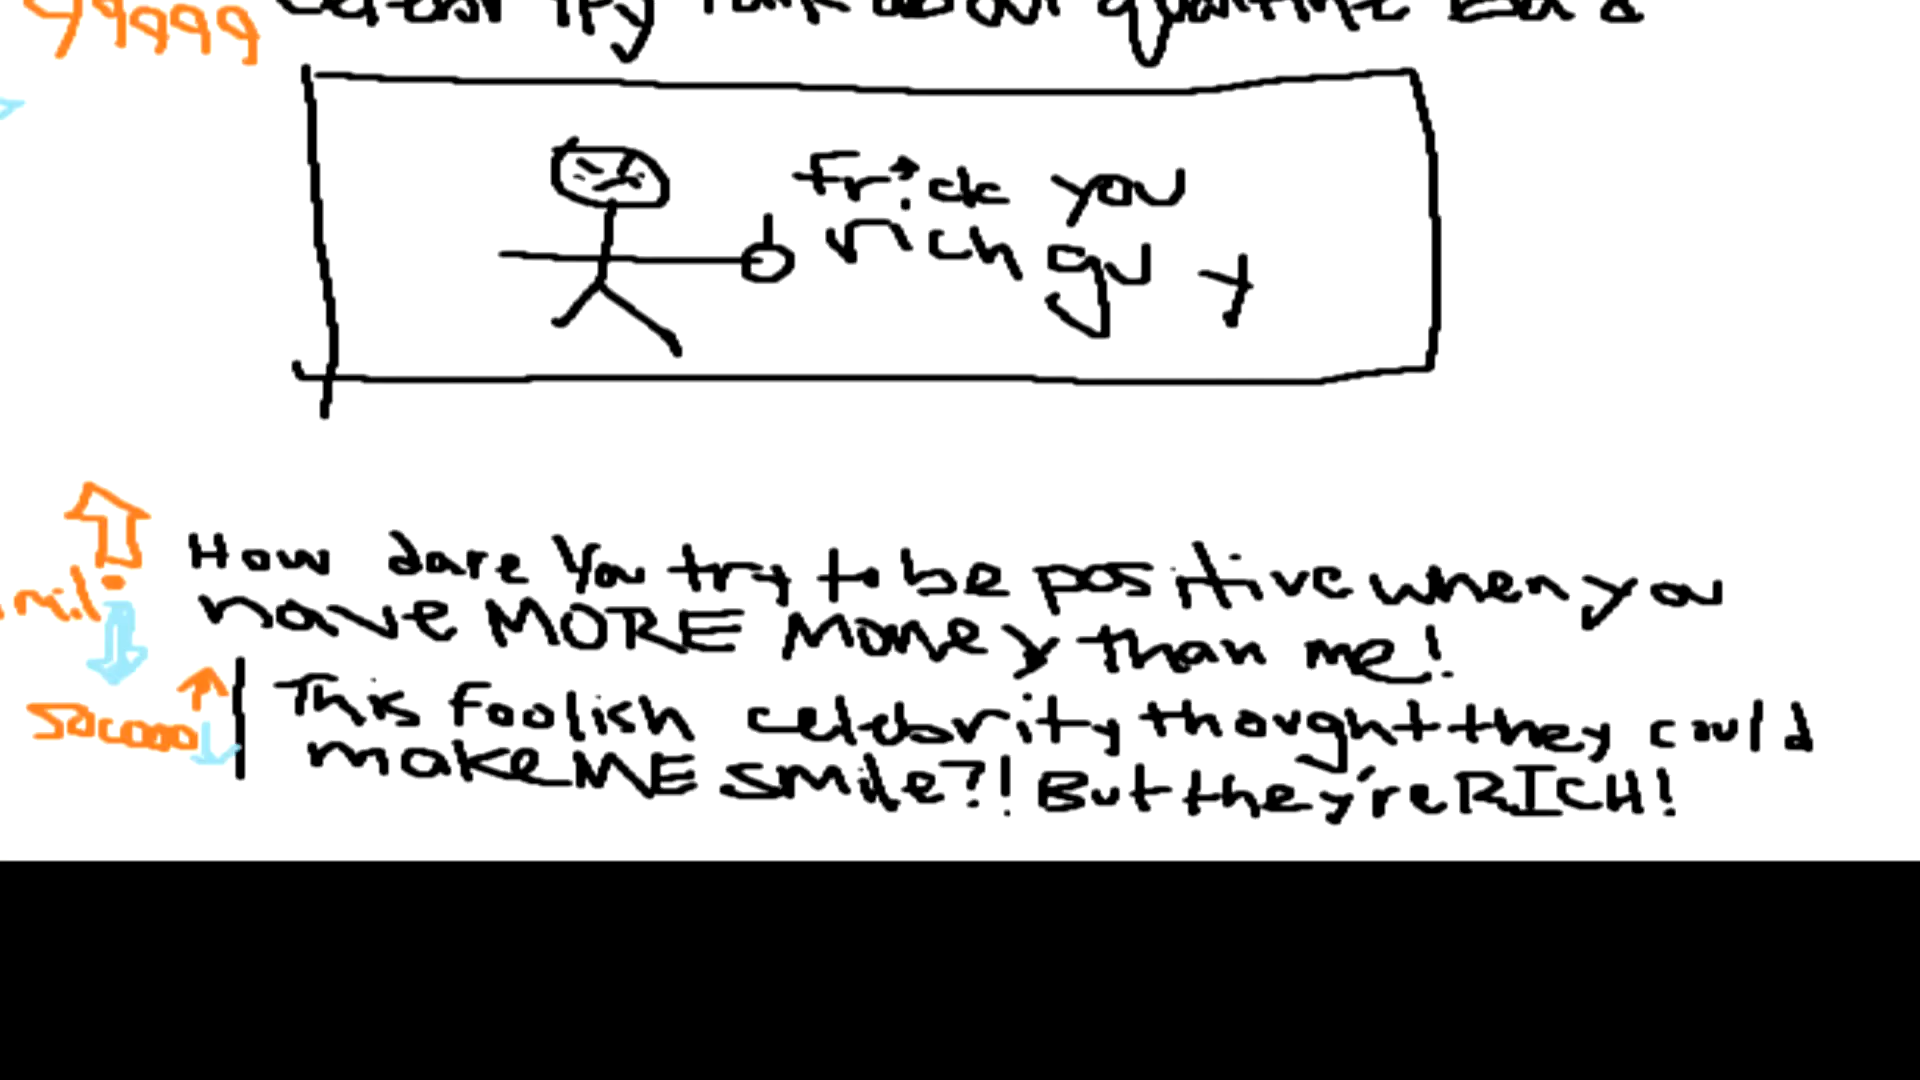 99999
Frick you
rich guy
How dare You try to be positive when you
have MORE Money than me!
This foolish celebrity thought they could
make ME smile?! But they're RICH!